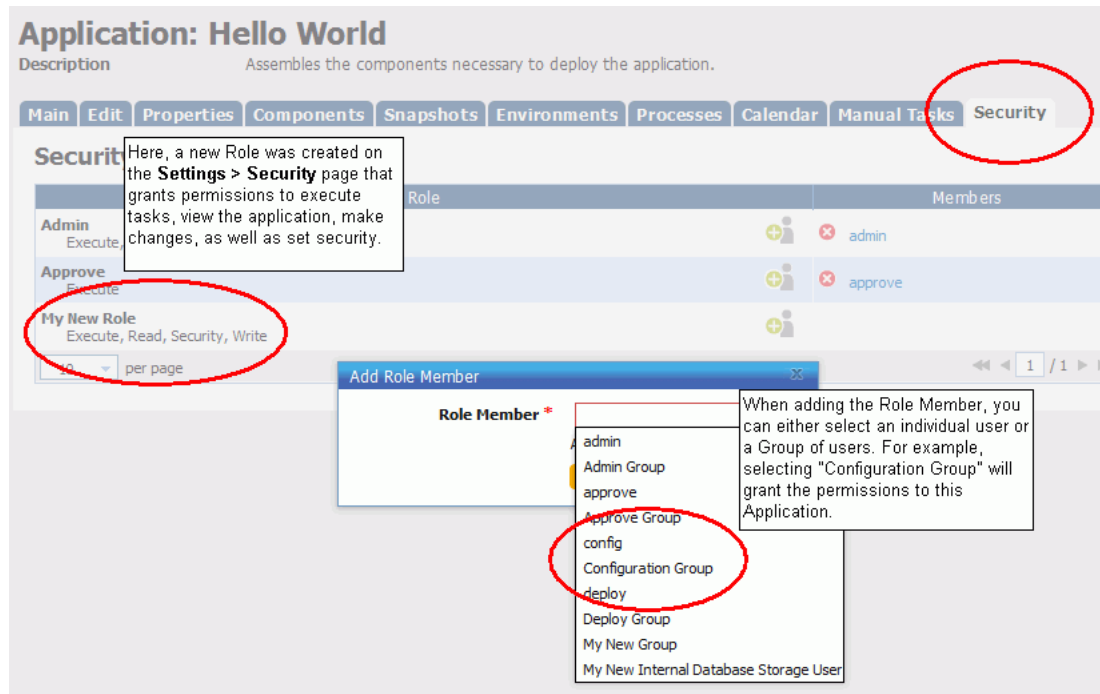 Application: Hello World
Description Assembles the components necessary to deploy the application.
Main Edit Properties Components Snapshots Environments Processes Calendar Manual Tasks Security
Security
Here, a new Role was created on
the Settings > Security page that
grants permissions to execute
tasks, view the application, make
changes, as well as set security.
Role Members
Admin
Execute,
admin
Approve
Execute
approve
My New Role
Execute, Read, Security, Write
10 per page
1 / 1
Add Role Member
Role Member *
When adding the Role Member, you
can either select an individual user or
a Group of users. For example,
selecting "Configuration Group" will
grant the permissions to this
Application.
admin
Admin Group
approve
Approve Group
config
Configuration Group
deploy
Deploy Group
My New Group
My New Internal Database Storage User